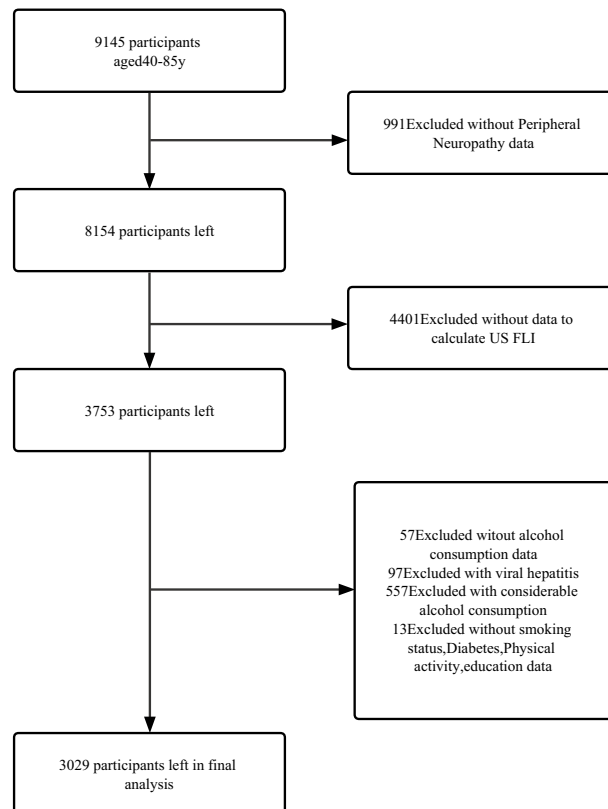 9145 participants
aged40-85y
991Excluded without Peripheral
Neuropathy data
8154 participants left
4401Excluded without data to
calculate US FLI
3753 participants left
57Excluded witout alcohol
consumption data
97Excluded with viral hepatitis
557Excluded with considerable
alcohol consumption
13Excluded without smoking
status,Diabetes,Physical
activity,education data
3029 participants left in final
analysis